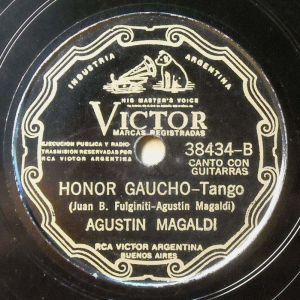 INDUSTRIA ARGENTINA
HIS MASTER'S VOICE
VICTOR
MARCAS REGISTRADAS
EJECUCION PUBLICA Y RADIO
TRASMISION RESERVADAS POR
RCA VICTOR ARGENTINA
38434-B
CANTO CON
GUITARRAS
HONOR GAUCHO-Tango
(Juan B. Fulginiti-Agustin Magaldi)
AGUSTIN MAGALDI
RCA VICTOR ARGENTINA
BUENOS AIRES